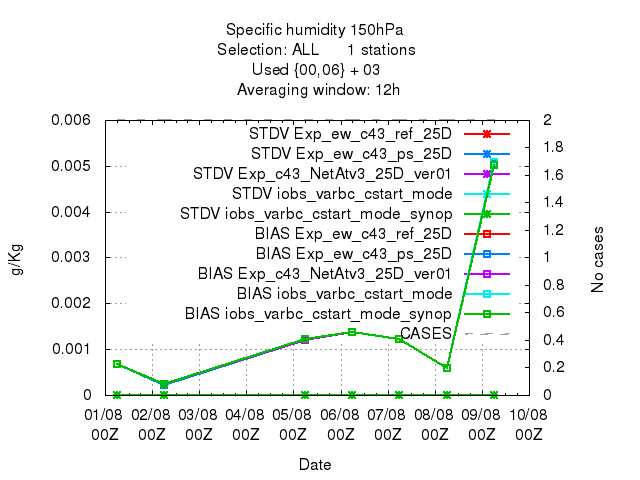 Specific humidity 150hPa
Selection: ALL 1 stations
Used {00,06} + 03
Averaging window: 12h
0.006 2
STDV Exp_ew_c43_ref_25D
STDV Exp_ew_c43_ps_25D 1.8
0.005 STDV Exp_c43_NetAtv3_25D_ver01 1.6
STDV iobs_varbc_cstart_mode 1.4
0.004 STDV iobs_varbc_cstart_mode_synop
BIAS Exp_ew_c43_ref_25D 1.2
g/Kg 0.003 BIAS Exp_ew_c43_ps_25D 1 No cases
BIAS Exp_c43_NetAtv3_25D_ver01 0.8
0.002 BIAS iobs_varbc_cstart_mode
BIAS iobs_varbc_cstart_mode_synop 0.6
CASES 0.4
0.001
0.2
0 0
01/08 02/08 03/08 04/08 05/08 06/08 07/08 08/08 09/08 10/08
00Z 00Z 00Z 00Z 00Z 00Z 00Z 00Z 00Z 00Z
Date